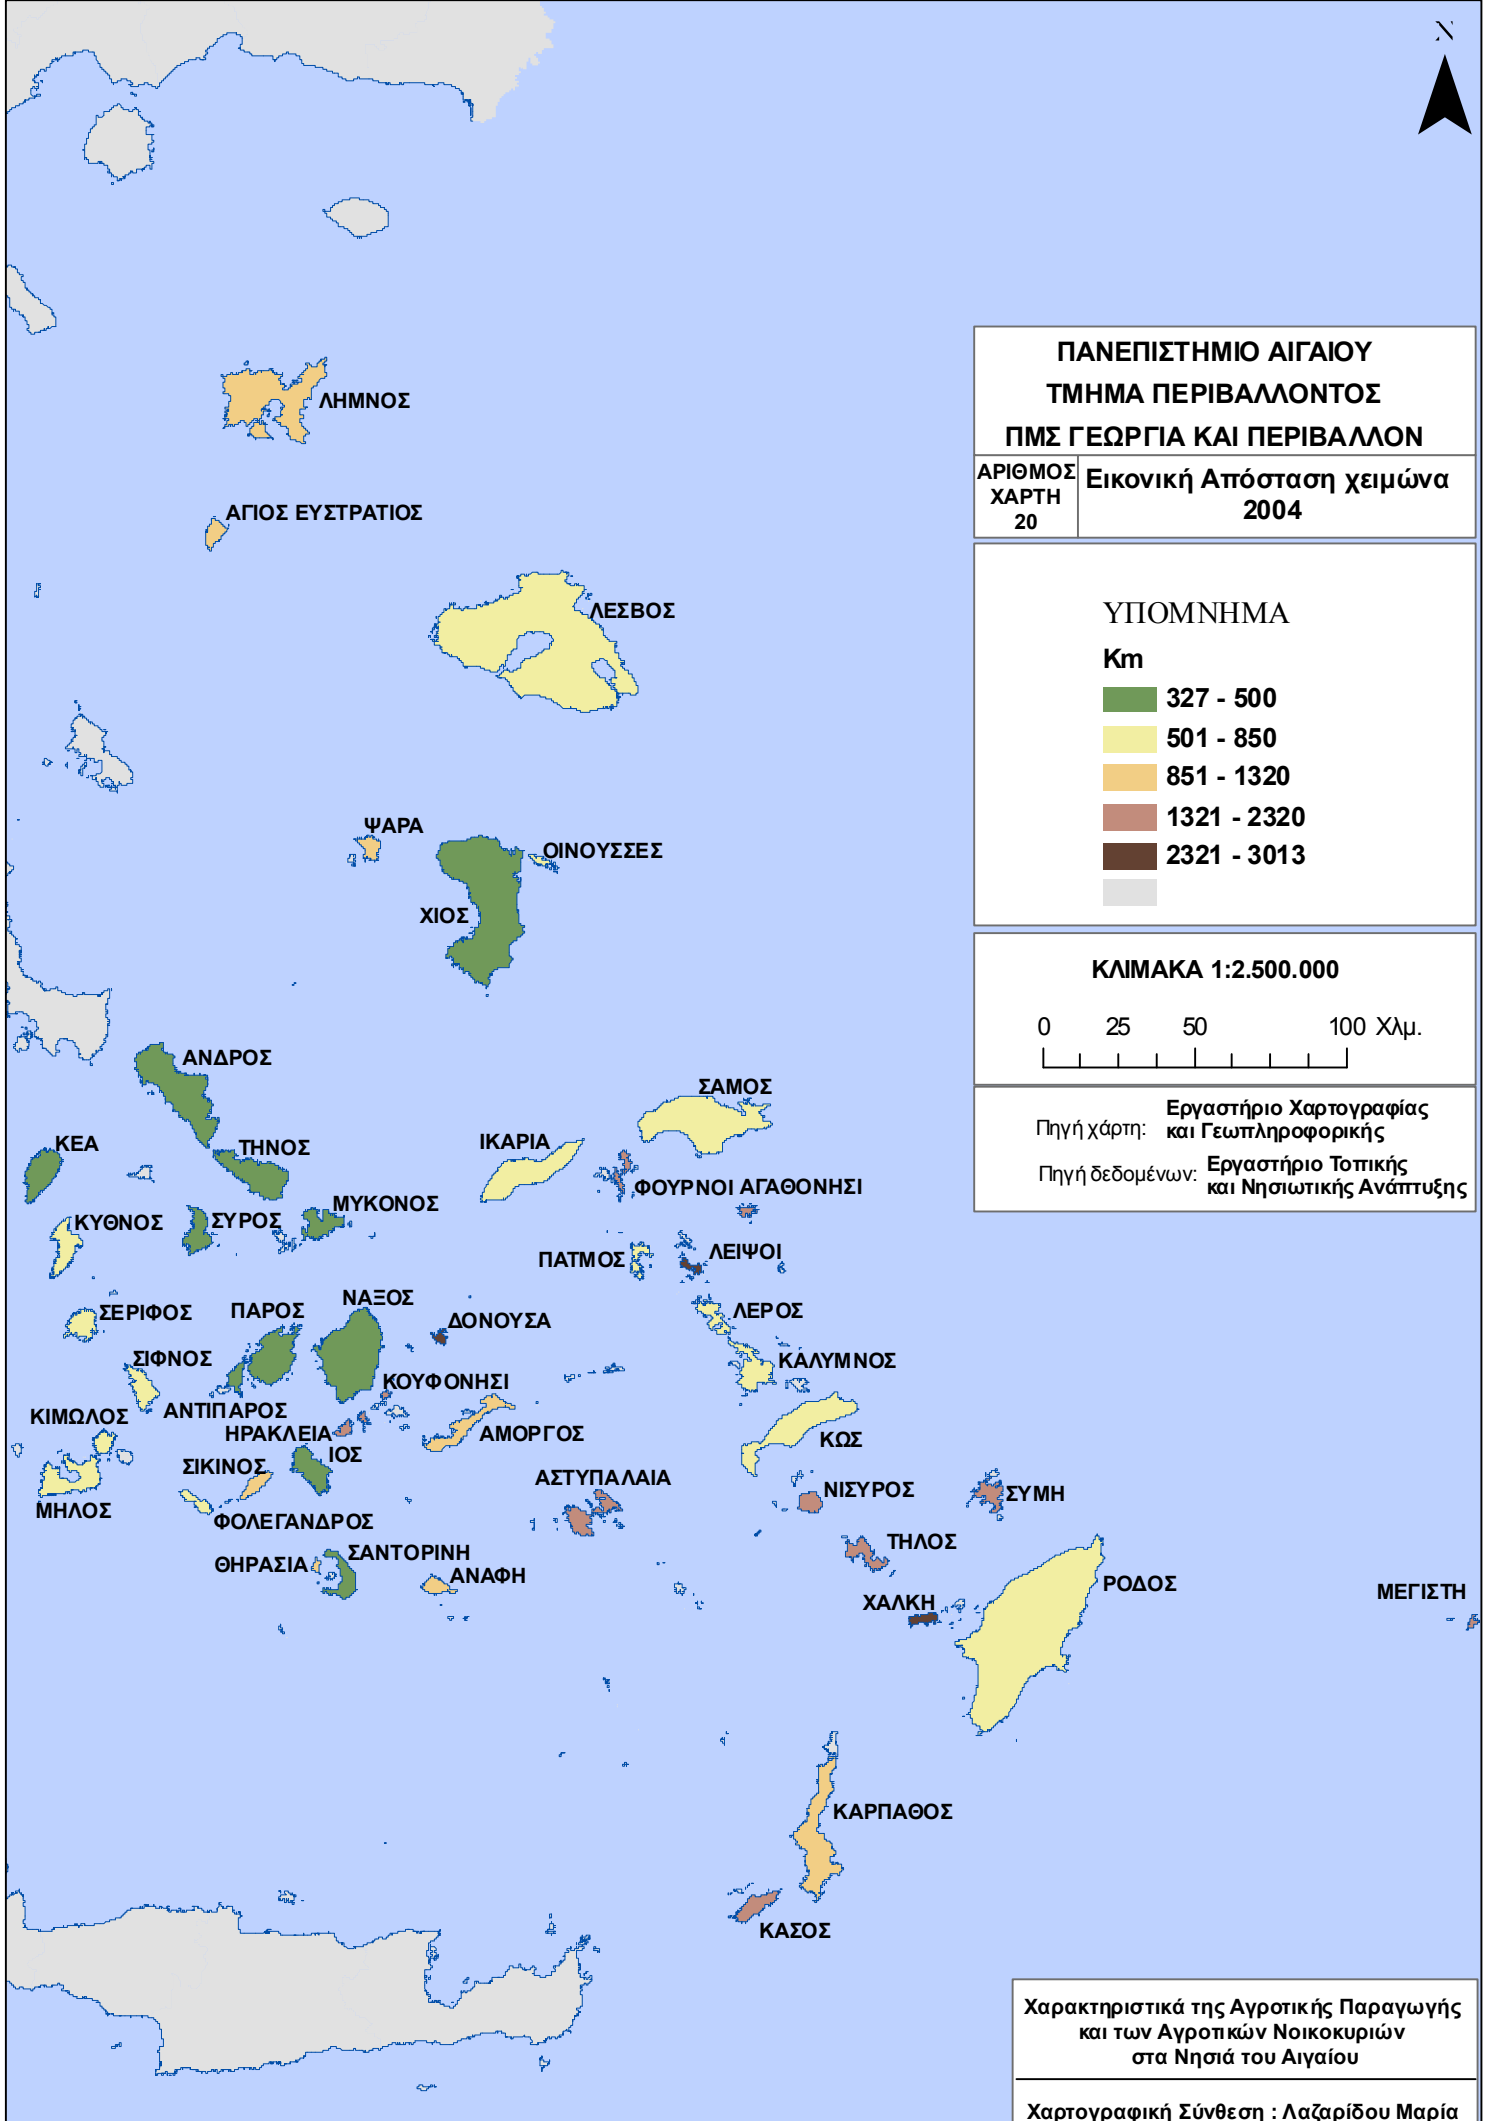 N
ΠΑΝΕΠΙΣΤΗΜΙΟ ΑΙΓΑΙΟΥ
ΤΜΗΜΑ ΠΕΡΙΒΑΛΛΟΝΤΟΣ
ΠΜΣ ΓΕΩΡΓΙΑ ΚΑΙ ΠΕΡΙΒΑΛΛΟΝ
ΑΡΙΘΜΟΣ
ΧΑΡΤΗ
20
Εικονική Απόσταση χειμώνα
2004
ΥΠΟΜΝΗΜΑ
Km
327 - 500
501 - 850
851 - 1320
1321 - 2320
2321 - 3013
ΚΛΙΜΑΚΑ 1:2.500.000
0 25 50 100 Χλμ.
Πηγή χάρτη: Εργαστήριο Χαρτογραφίας
και Γεωπληροφορικής
Πηγή δεδομένων: Εργαστήριο Τοπικής
και Νησιωτικής Ανάπτυξης
ΛΗΜΝΟΣ
ΑΓΙΟΣ ΕΥΣΤΡΑΤΙΟΣ
ΛΕΣΒΟΣ
ΨΑΡΑ
ΟΙΝΟΥΣΣΕΣ
ΧΙΟΣ
ΑΝΔΡΟΣ
ΣΑΜΟΣ
ΚΕΑ
ΤΗΝΟΣ
ΙΚΑΡΙΑ
ΦΟΥΡΝΟΙ
ΑΓΑΘΟΝΗΣΙ
ΜΥΚΟΝΟΣ
ΚΥΘΝΟΣ
ΣΥΡΟΣ
ΠΑΤΜΟΣ
ΛΕΙΨΟΙ
ΝΑΞΟΣ
ΣΕΡΙΦΟΣ
ΠΑΡΟΣ
ΔΟΝΟΥΣΑ
ΛΕΡΟΣ
ΣΙΦΝΟΣ
ΚΑΛΥΜΝΟΣ
ΚΟΥΦΟΝΗΣΙ
ΑΝΤΙΠΑΡΟΣ
ΚΙΜΩΛΟΣ
ΗΡΑΚΛΕΙΑ
ΑΜΟΡΓΟΣ
ΚΩΣ
ΙΟΣ
ΣΙΚΙΝΟΣ
ΑΣΤΥΠΑΛΑΙΑ
ΝΙΣΥΡΟΣ
ΣΥΜΗ
ΜΗΛΟΣ
ΦΟΛΕΓΑΝΔΡΟΣ
ΤΗΛΟΣ
ΣΑΝΤΟΡΙΝΗ
ΘΗΡΑΣΙΑ
ΑΝΑΦΗ
ΡΟΔΟΣ
ΜΕΓΙΣΤΗ
ΧΑΛΚΗ
ΚΑΡΠΑΘΟΣ
ΚΑΣΟΣ
Χαρακτηριστικά της Αγροτικής Παραγωγής
και των Αγροτικών Νοικοκυριών
στα Νησιά του Αιγαίου
Χαρτογραφική Σύνθεση : Λαζαρίδου Μαρία